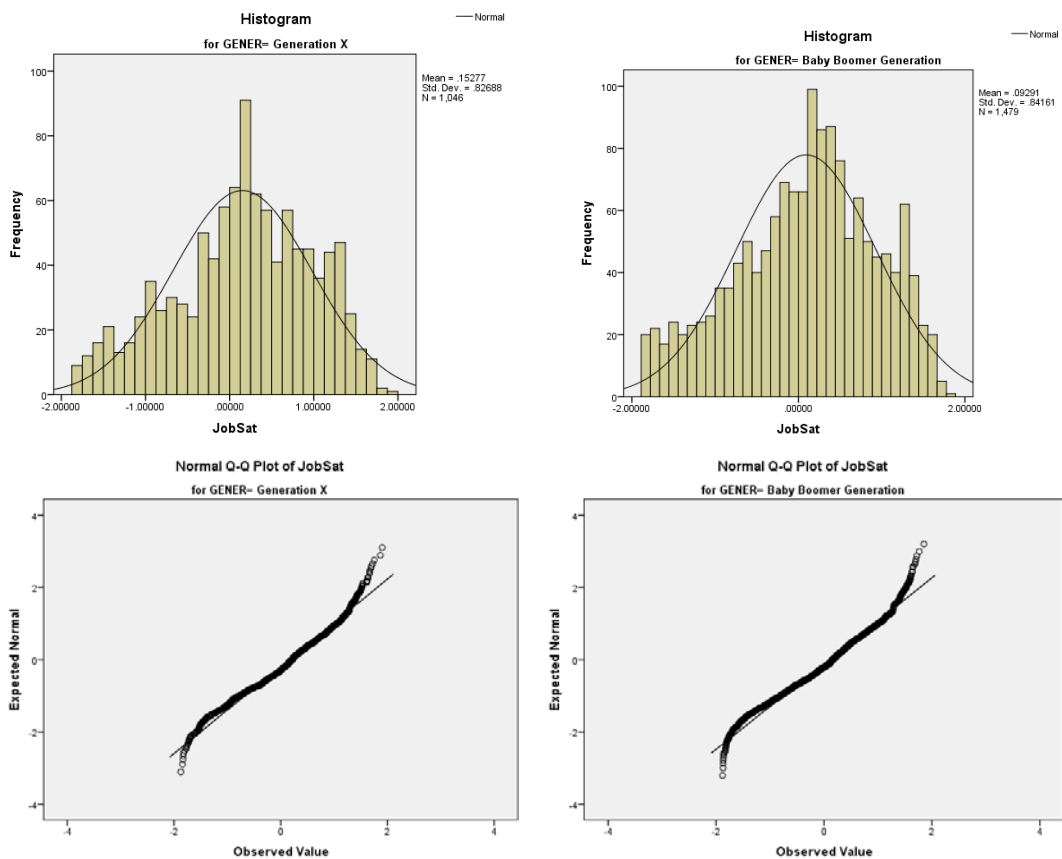 Histogram
Normal
for GENER= Generation X
Mean = .15277
Std. Dev. = .82688
N = 1,046
100
80
60
40
20
0
Frequency
-2.00000
-1.00000
.00000
1.00000
2.00000
JobSat
Histogram
Normal
for GENER= Baby Boomer Generation
Mean = .09291
Std. Dev. = .84161
N = 1,479
100
80
60
40
20
0
Frequency
-2.00000
.00000
2.00000
JobSat
Normal Q-Q Plot of JobSat
for GENER= Generation X
4
2
0
-2
-4
Expected Normal
-4
-2
0
2
4
Observed Value
Normal Q-Q Plot of JobSat
for GENER= Baby Boomer Generation
4
2
0
-2
-4
Expected Normal
-4
-2
0
2
4
Observed Value